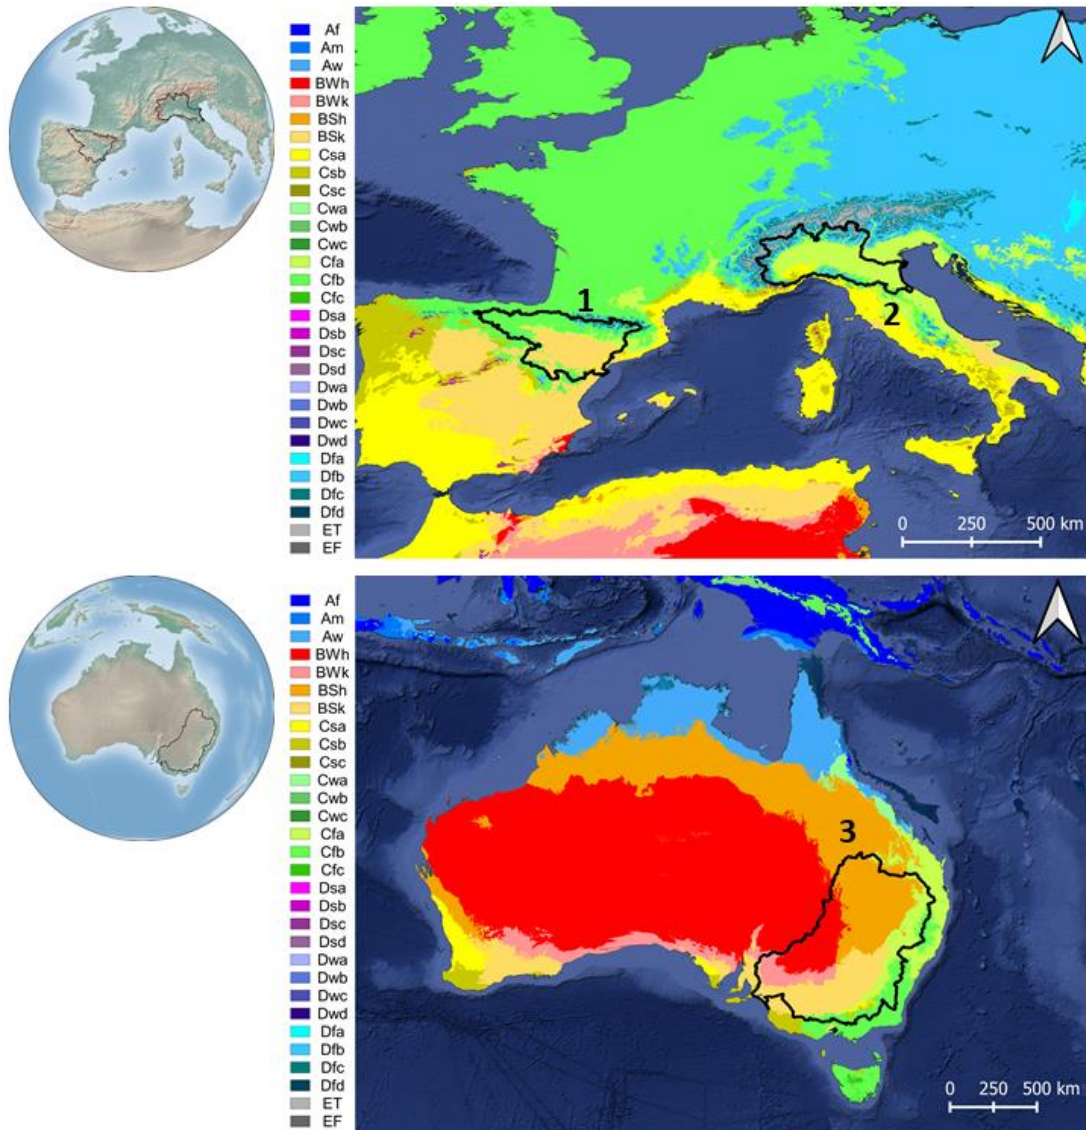 Af
Am
Aw
BWh
BWk
BSh
BSk
Csa
Csb
Csc
Cwa
Cwb
Cwc
Cfa
Cfb
Cfc
Dsa
Dsb
Dsc
Dsd
Dwa
Dwb
Dwc
Dwd
Dfa
Dfb
Dfc
Dfd
ET
EF
1
2
0 250 500 km
Af
Am
Aw
BWh
BWk
BSh
BSk
Csa
Csb
Csc
Cwa
Cwb
Cwc
Cfa
Cfb
Cfc
Dsa
Dsb
Dsc
Dsd
Dwa
Dwb
Dwc
Dwd
Dfa
Dfb
Dfc
Dfd
ET
EF
3
0 250 500 km